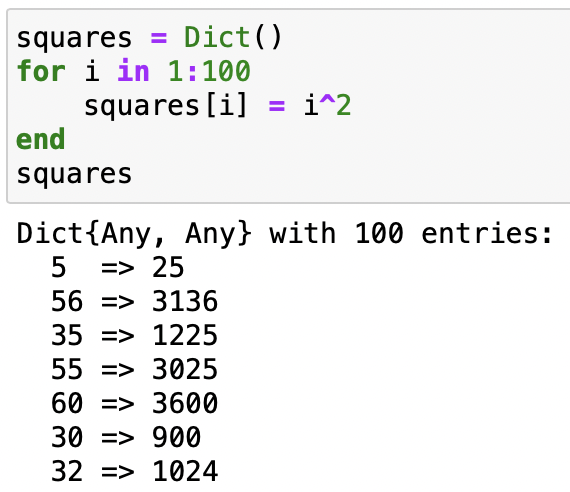 squares = Dict()
for i in 1:100
    squares[i] = i^2
end
squares
Dict{Any, Any} with 100 entries:
  5  => 25
  56 => 3136
  35 => 1225
  55 => 3025
  60 => 3600
  30 => 900
  32 => 1024